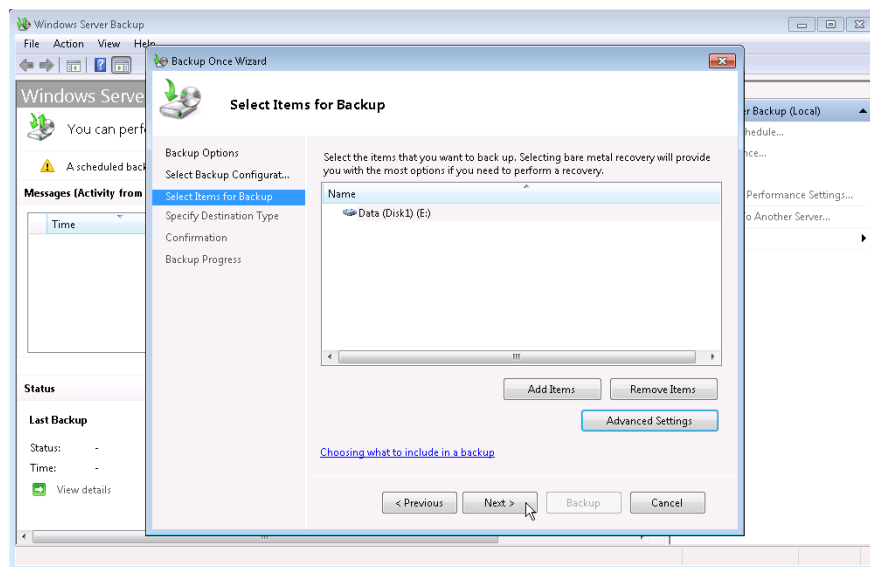 Windows Server Backup
File Action View Help
Backup Once Wizard
Windows Serve
Select Items for Backup
r Backup (Local)
You can perf
hedule...
nce...
A scheduled back
Messages (Activity from
Time
Performance Settings...
o Another Server...
Backup Options
Select Backup Configurat...
Select Items for Backup
Specify Destination Type
Confirmation
Backup Progress
Select the items that you want to back up. Selecting bare metal recovery will provide
you with the most options if you need to perform a recovery.
Name
Data (Disk1) (E:)
Add Items Remove Items
Advanced Settings
Choosing what to include in a backup
< Previous Next > Backup Cancel
Status
Last Backup
Status: -
Time: -
View details